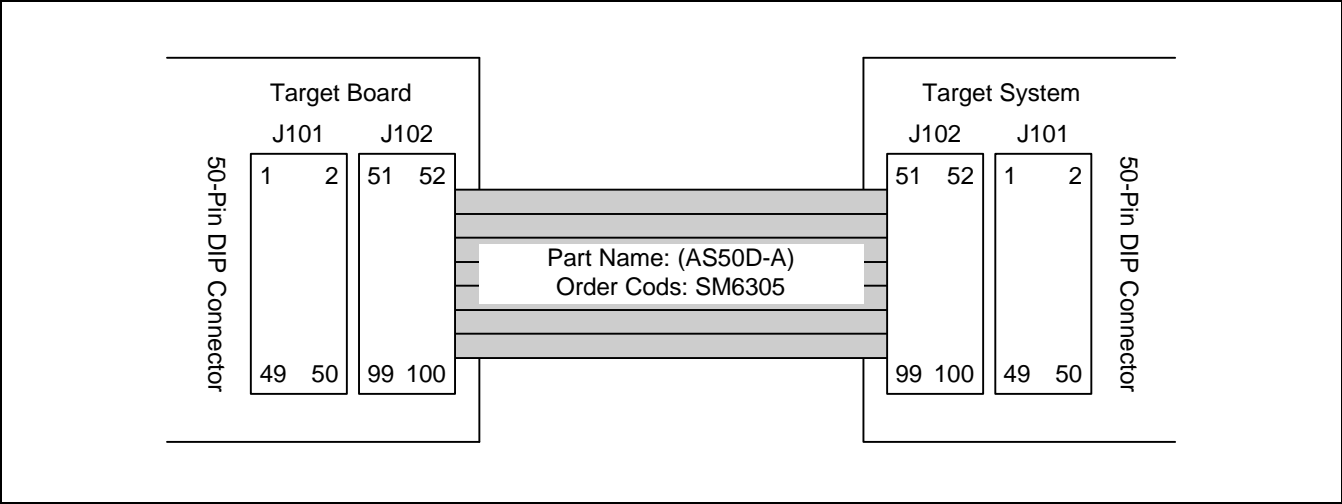 Target Board
J101 J102
50-Pin DIP Connector
1 2 51 52
49 50 99 100
Part Name: (AS50D-A)
Order Cods: SM6305
Target System
J102 J101
51 52 1 2
99 100 49 50
50-Pin DIP Connector